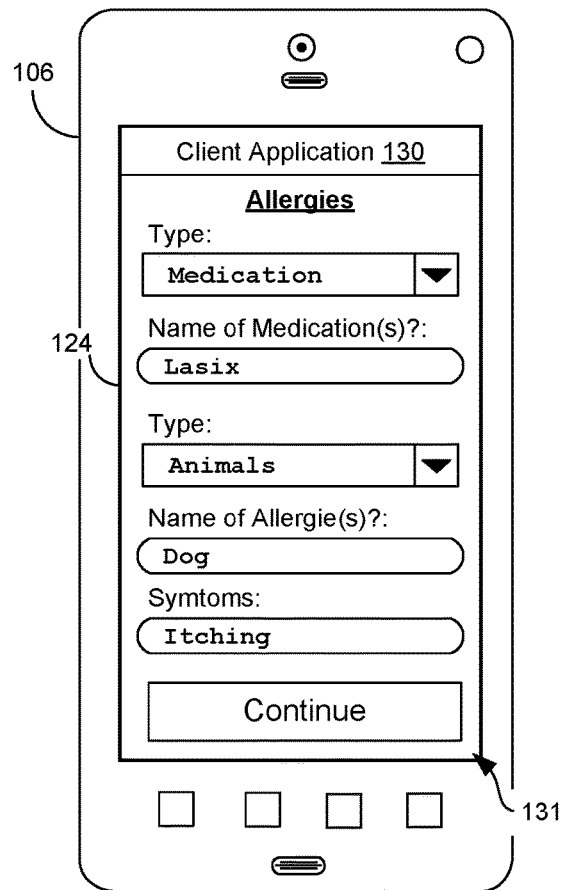 106
Client Application 130
Allergies
Type:
Medication
Name of Medication(s)?:
124
Lasix
Type:
Animals
Name of Allergie(s)?:
Dog
Symtoms:
Itching
Continue
131